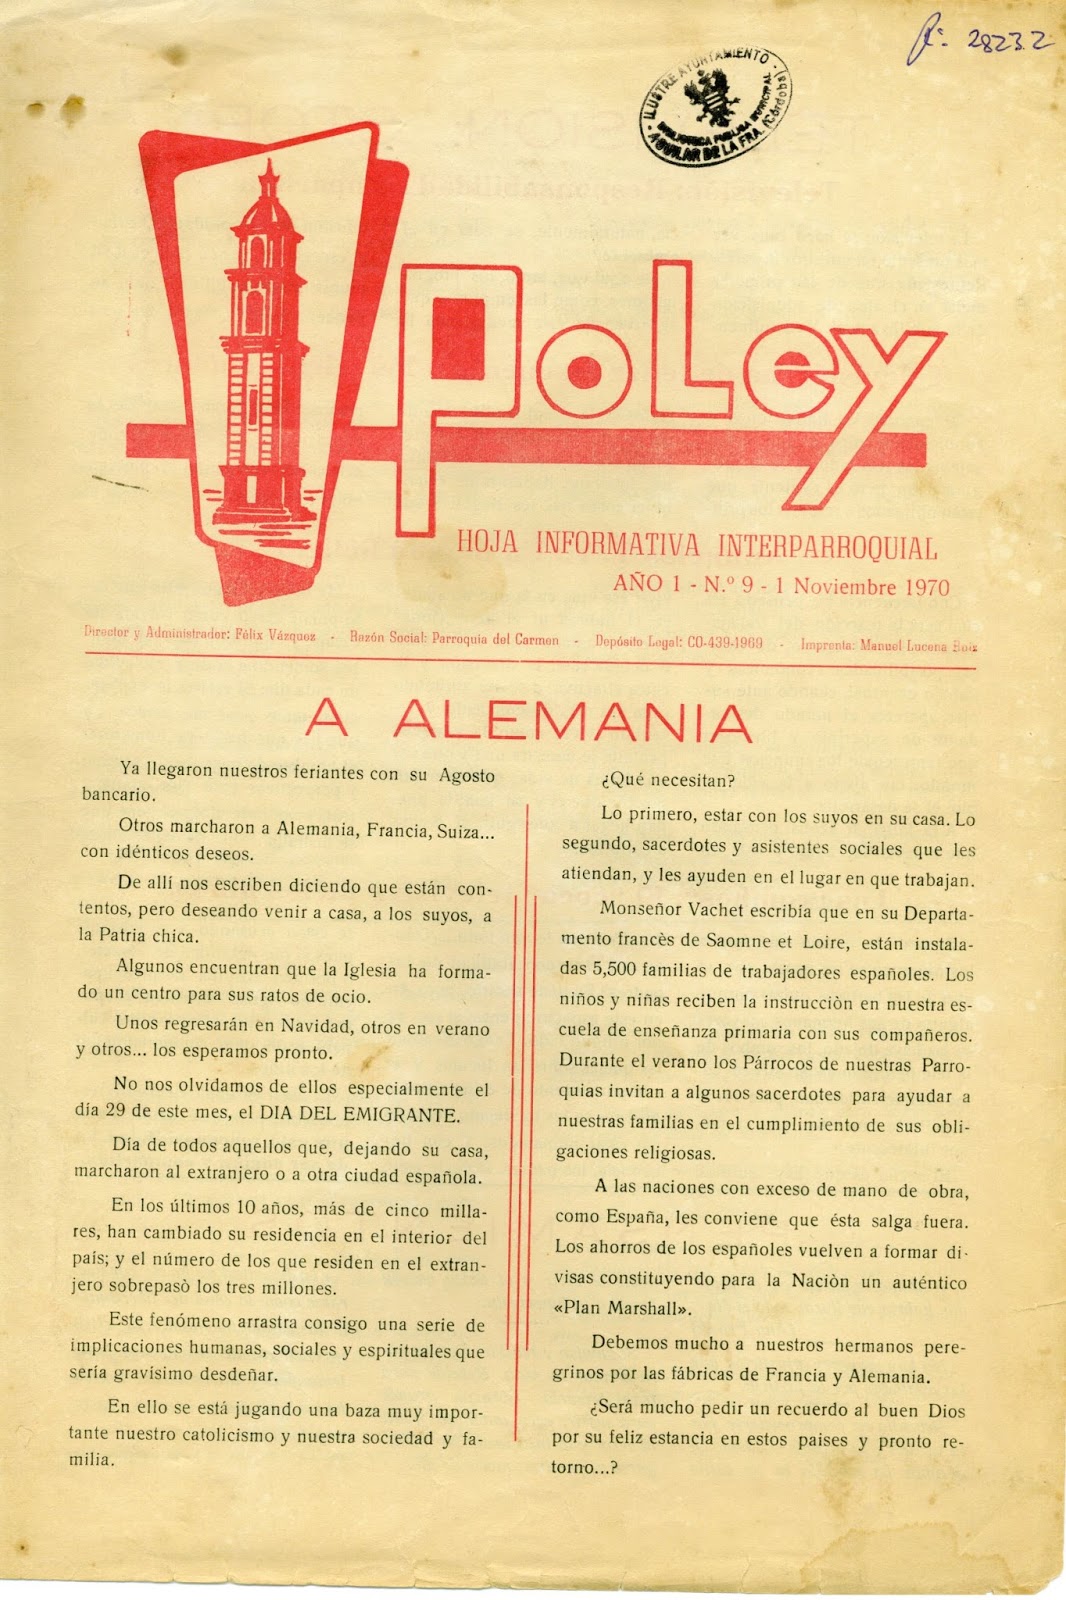 R: 28232
ILUSTRE AYUNTAMIENTO
BIBLIOTECA PUBLICA MUNICIPAL
AGUILAR DE LA FRA. (Córdoba)
PoLey
HOJA INFORMATIVA INTERPARROQUIAL
AÑO 1 - N.º 9 - 1 Noviembre 1970
Director y Administrador: Félix Vázquez - Razón Social: Parroquia del Carmen - Depósito Legal: CO-439-1969 - Imprenta: Manuel Lucena Ruiz
A ALEMANIA
Ya llegaron nuestros feriantes con su Agosto
bancario.
Otros marcharon a Alemania, Francia, Suiza...
con idénticos deseos.
De allí nos escriben diciendo que están con-
tentos, pero deseando venir a casa, a los suyos, a
la Patria chica.
Algunos encuentran que la Iglesia ha forma-
do un centro para sus ratos de ocio.
Unos regresarán en Navidad, otros en verano
y otros... los esperamos pronto.
No nos olvidamos de ellos especialmente el
día 29 de este mes, el DIA DEL EMIGRANTE.
Día de todos aquellos que, dejando su casa,
marcharon al extranjero o a otra ciudad española.
En los últimos 10 años, más de cinco milla-
res, han cambiado su residencia en el interior del
país; y el número de los que residen en el extran-
jero sobrepasò los tres millones.
Este fenómeno arrastra consigo una serie de
implicaciones humanas, sociales y espirituales que
sería gravísimo desdeñar.
En ello se está jugando una baza muy impor-
tante nuestro catolicismo y nuestra sociedad y fa-
milia.
¿Qué necesitan?
Lo primero, estar con los suyos en su casa. Lo
segundo, sacerdotes y asistentes sociales que les
atiendan, y les ayuden en el lugar en que trabajan.
Monseñor Vachet escribía que en su Departa-
mento francès de Saomne et Loire, están instala-
das 5,500 familias de trabajadores españoles. Los
niños y niñas reciben la instrucciòn en nuestra es-
cuela de enseñanza primaria con sus compañeros.
Durante el verano los Párrocos de nuestras Parro-
quias invitan a algunos sacerdotes para ayudar a
nuestras familias en el cumplimiento de sus obli-
gaciones religiosas.
A las naciones con exceso de mano de obra,
como España, les conviene que ésta salga fuera.
Los ahorros de los españoles vuelven a formar di-
visas constituyendo para la Naciòn un auténtico
«Plan Marshall».
Debemos mucho a nuestros hermanos pere-
grinos por las fábricas de Francia y Alemania.
¿Será mucho pedir un recuerdo al buen Dios
por su feliz estancia en estos paises y pronto re-
torno...?